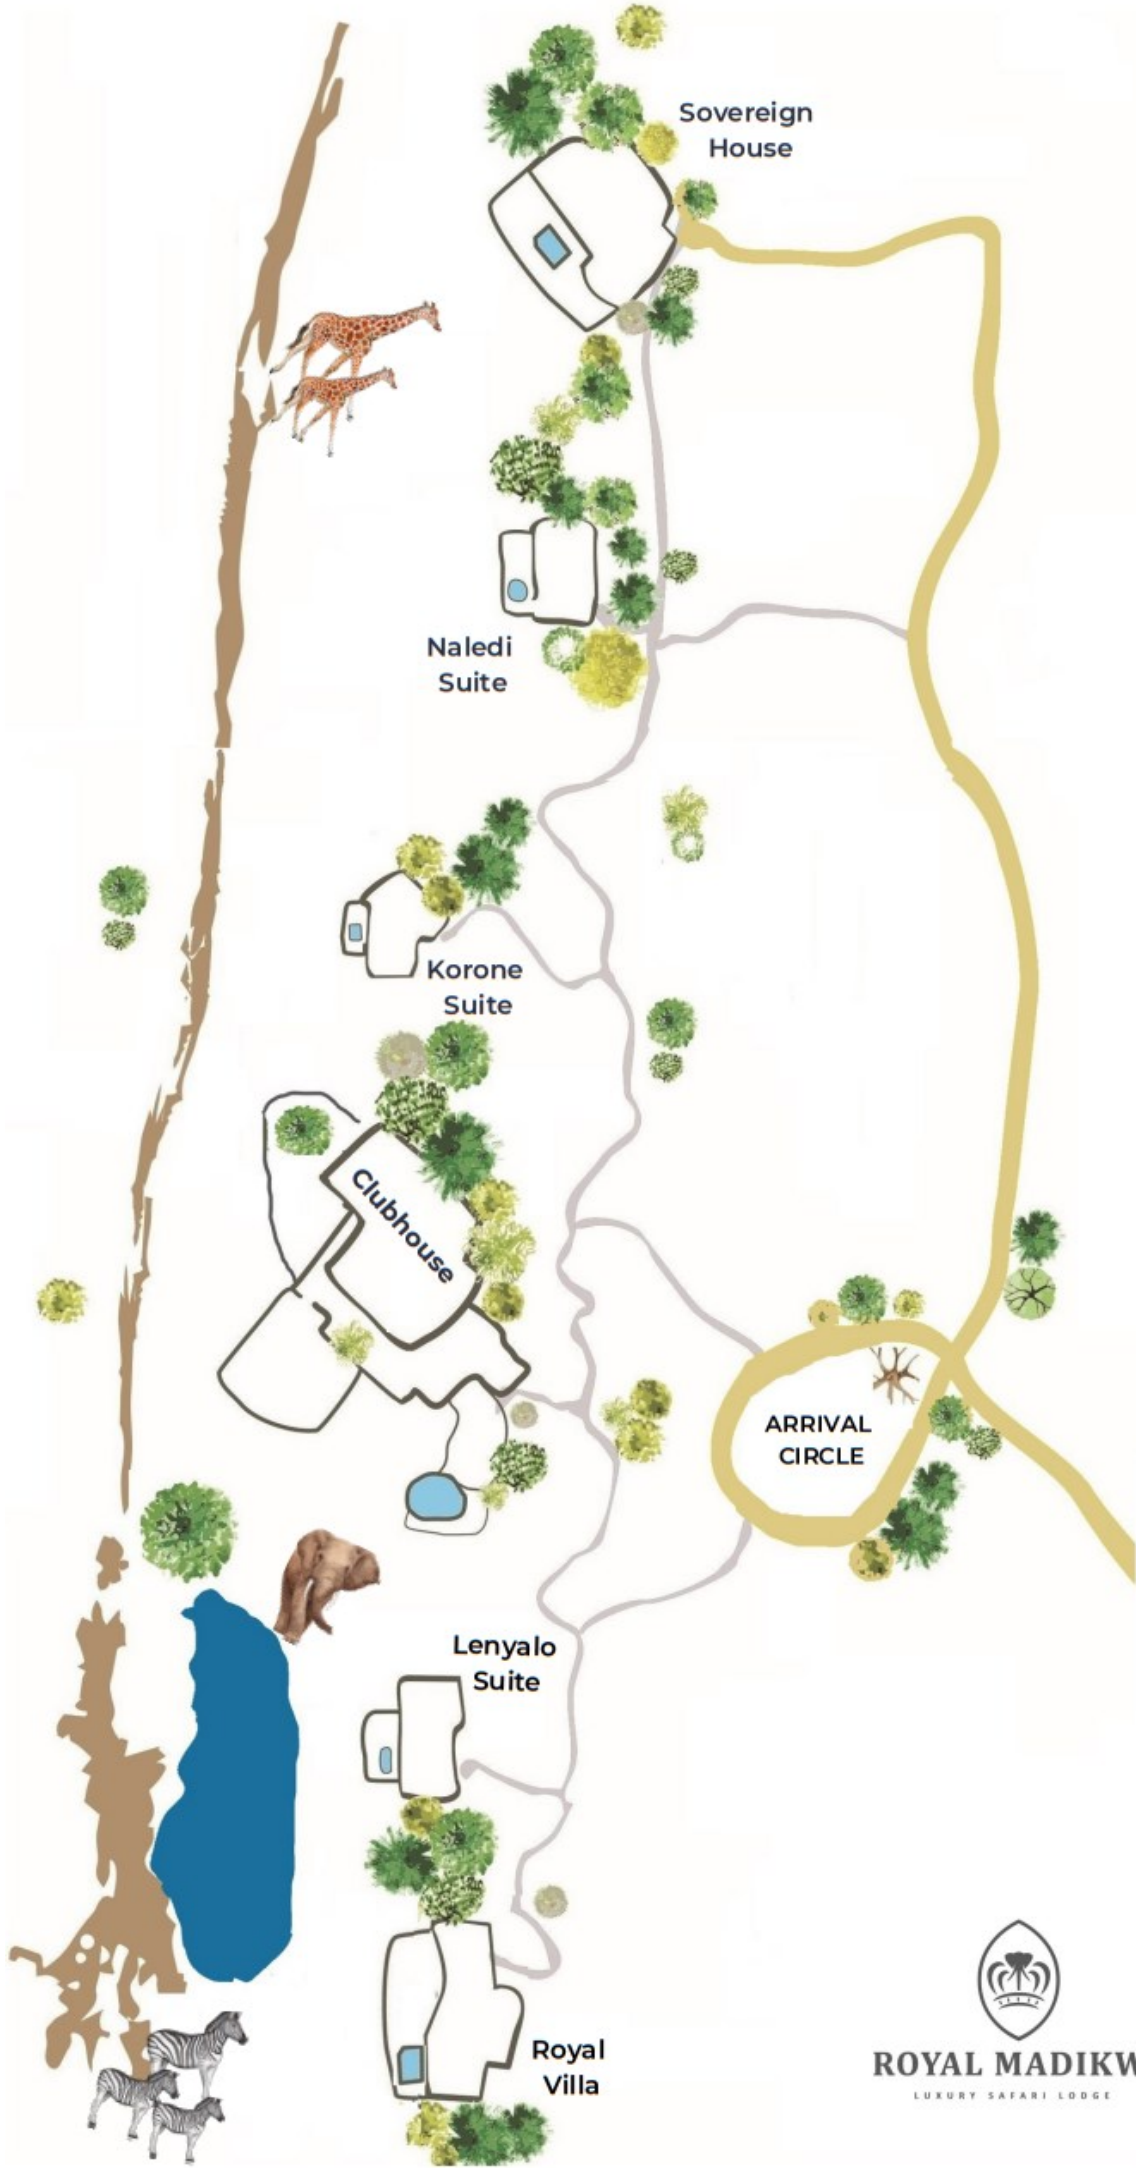 Sovereign
House
Naledi
Suite
Korone
Suite
Clubhouse
ARRIVAL
CIRCLE
Lenyalo
Suite
Royal
Villa
ROYAL MADIKW
LUXURY SAFARI LODGE